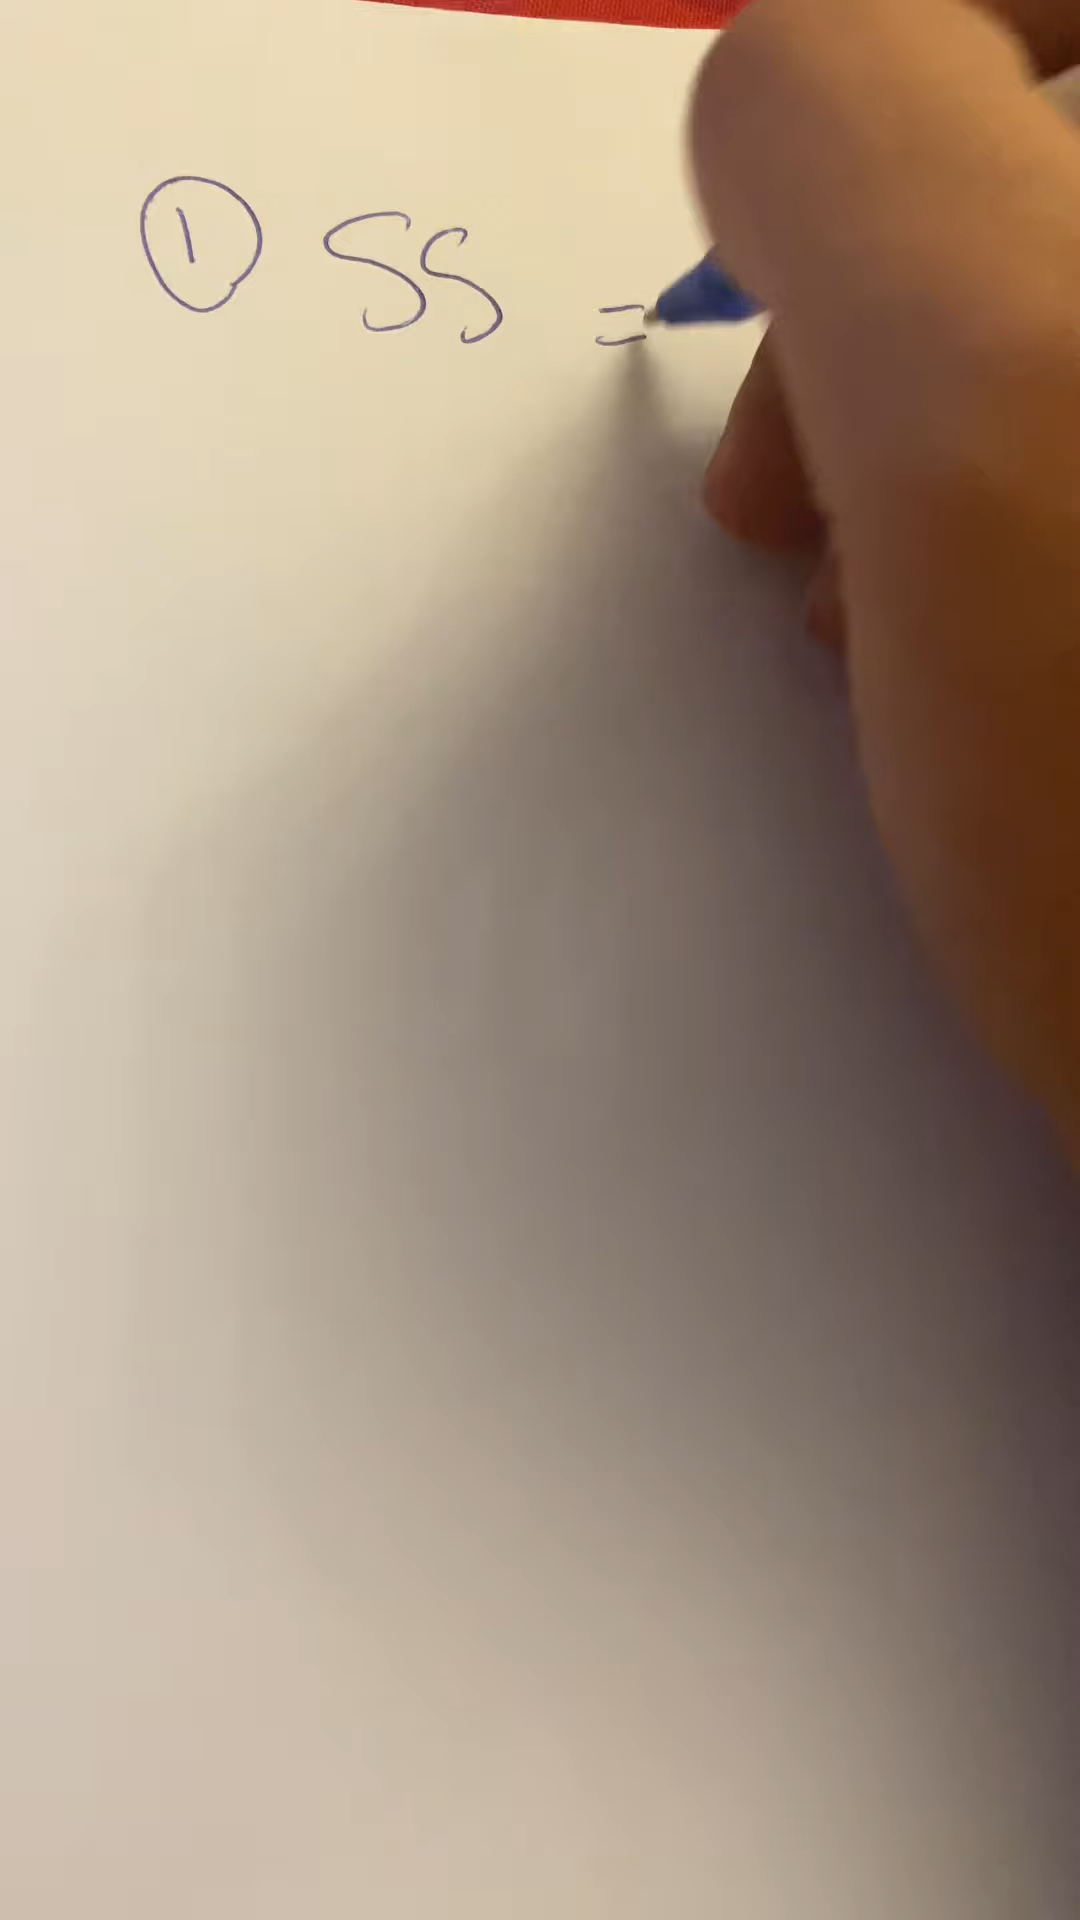 ① SS =